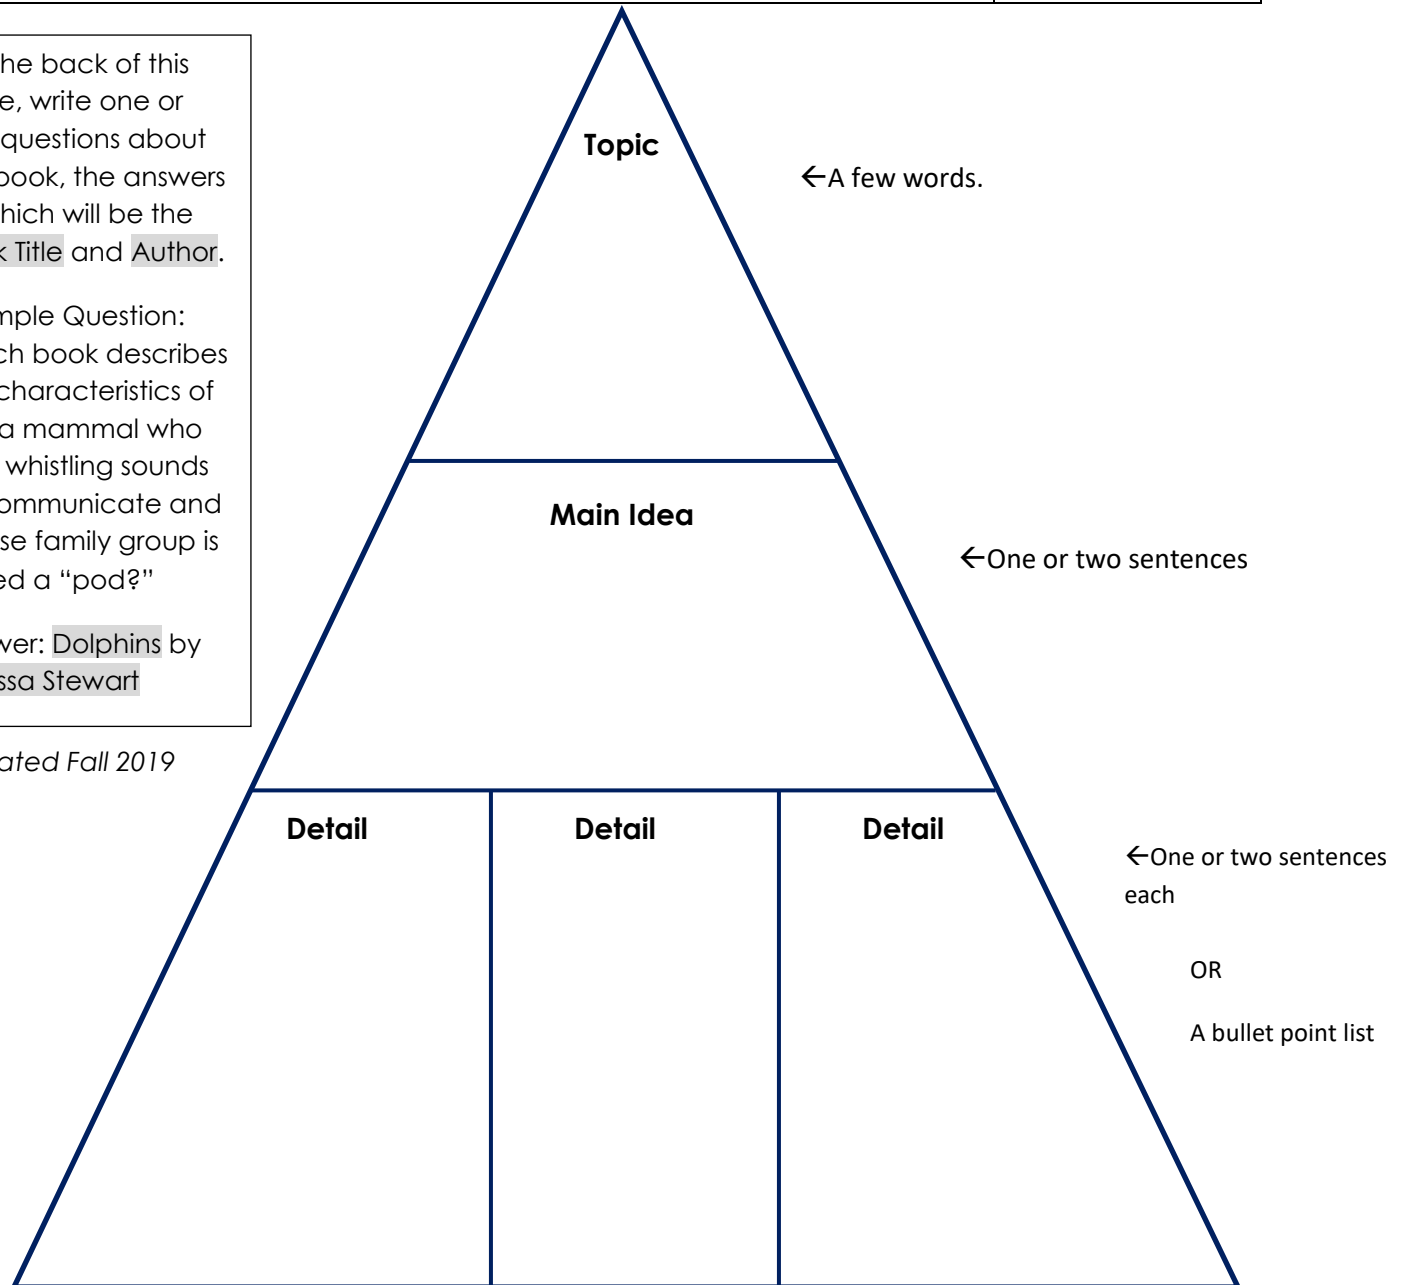 he back of this
e, write one or
questions about
book, the answers
hich will be the
k Title and Author.
mple Question:
ch book describes
characteristics of
a mammal who
whistling sounds
ommunicate and
se family group is
ed a “pod?”
wer: Dolphins by
ssa Stewart
ated Fall 2019
Topic
←A few words.
Main Idea
←One or two sentences
Detail Detail Detail
←One or two sentences
each
OR
A bullet point list